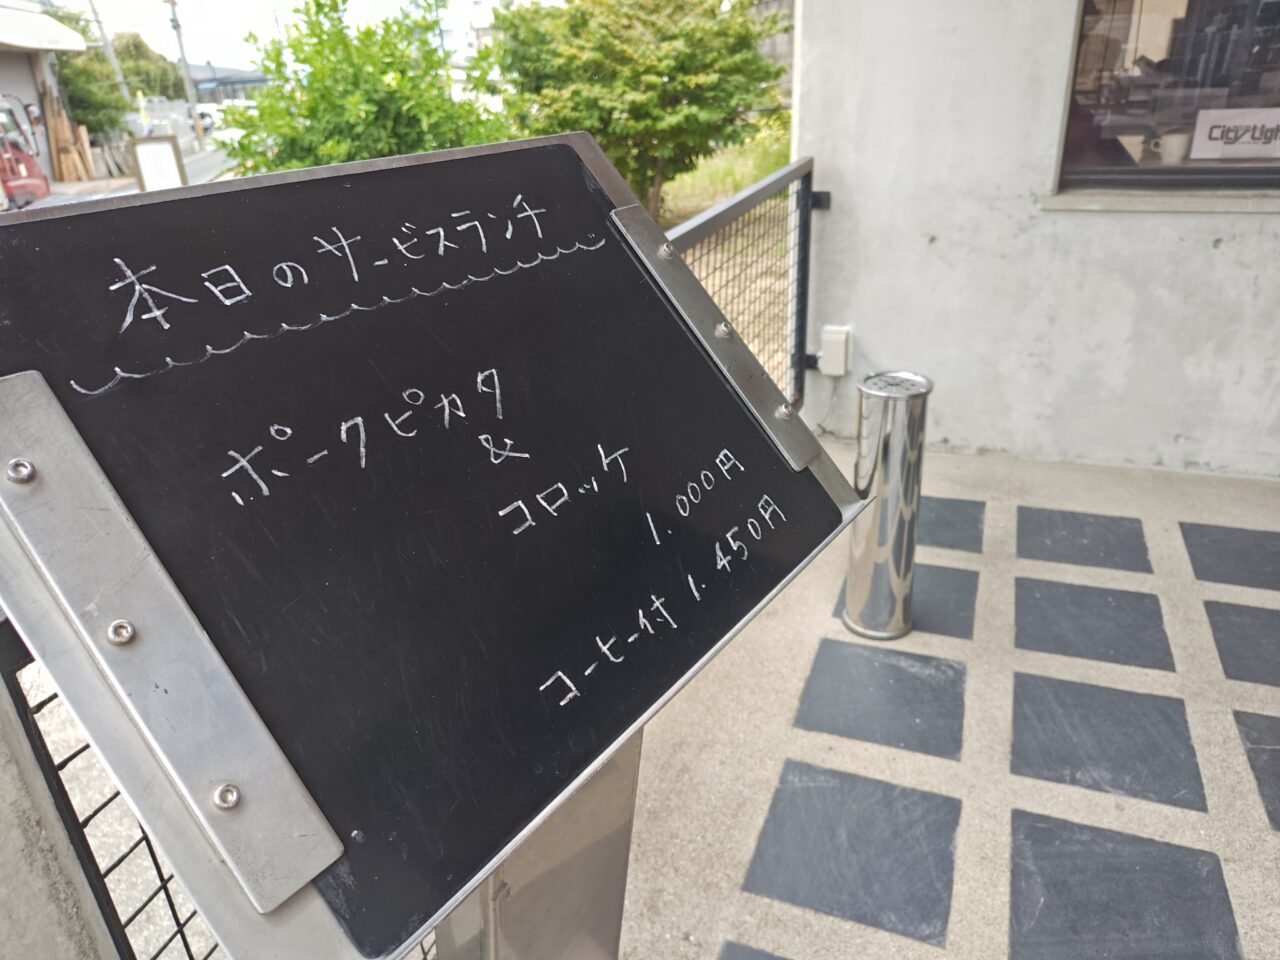 本日のサービスランチ
ポークピカタ
&
コロッケ
1.000円
コーヒー付 1.450円